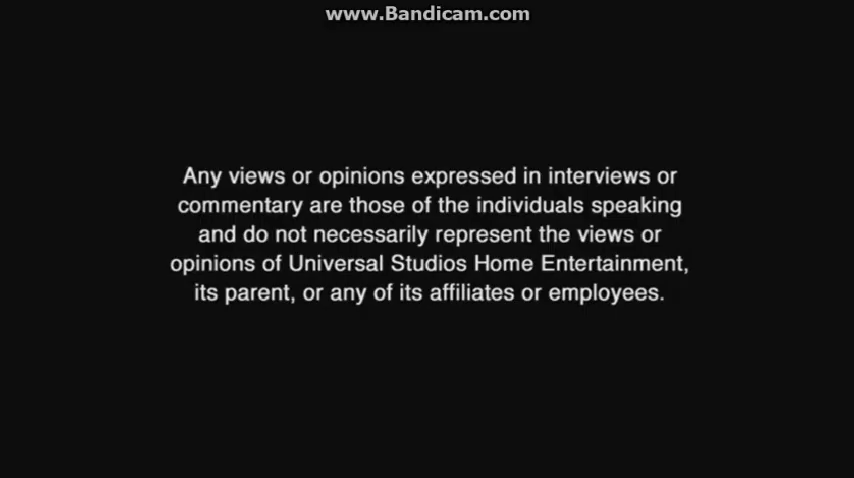 www.Bandicam.com
Any views or opinions expressed in interviews or
commentary are those of the individuals speaking
and do not necessarily represent the views or
opinions of Universal Studios Home Entertainment,
its parent, or any of its affiliates or employees.